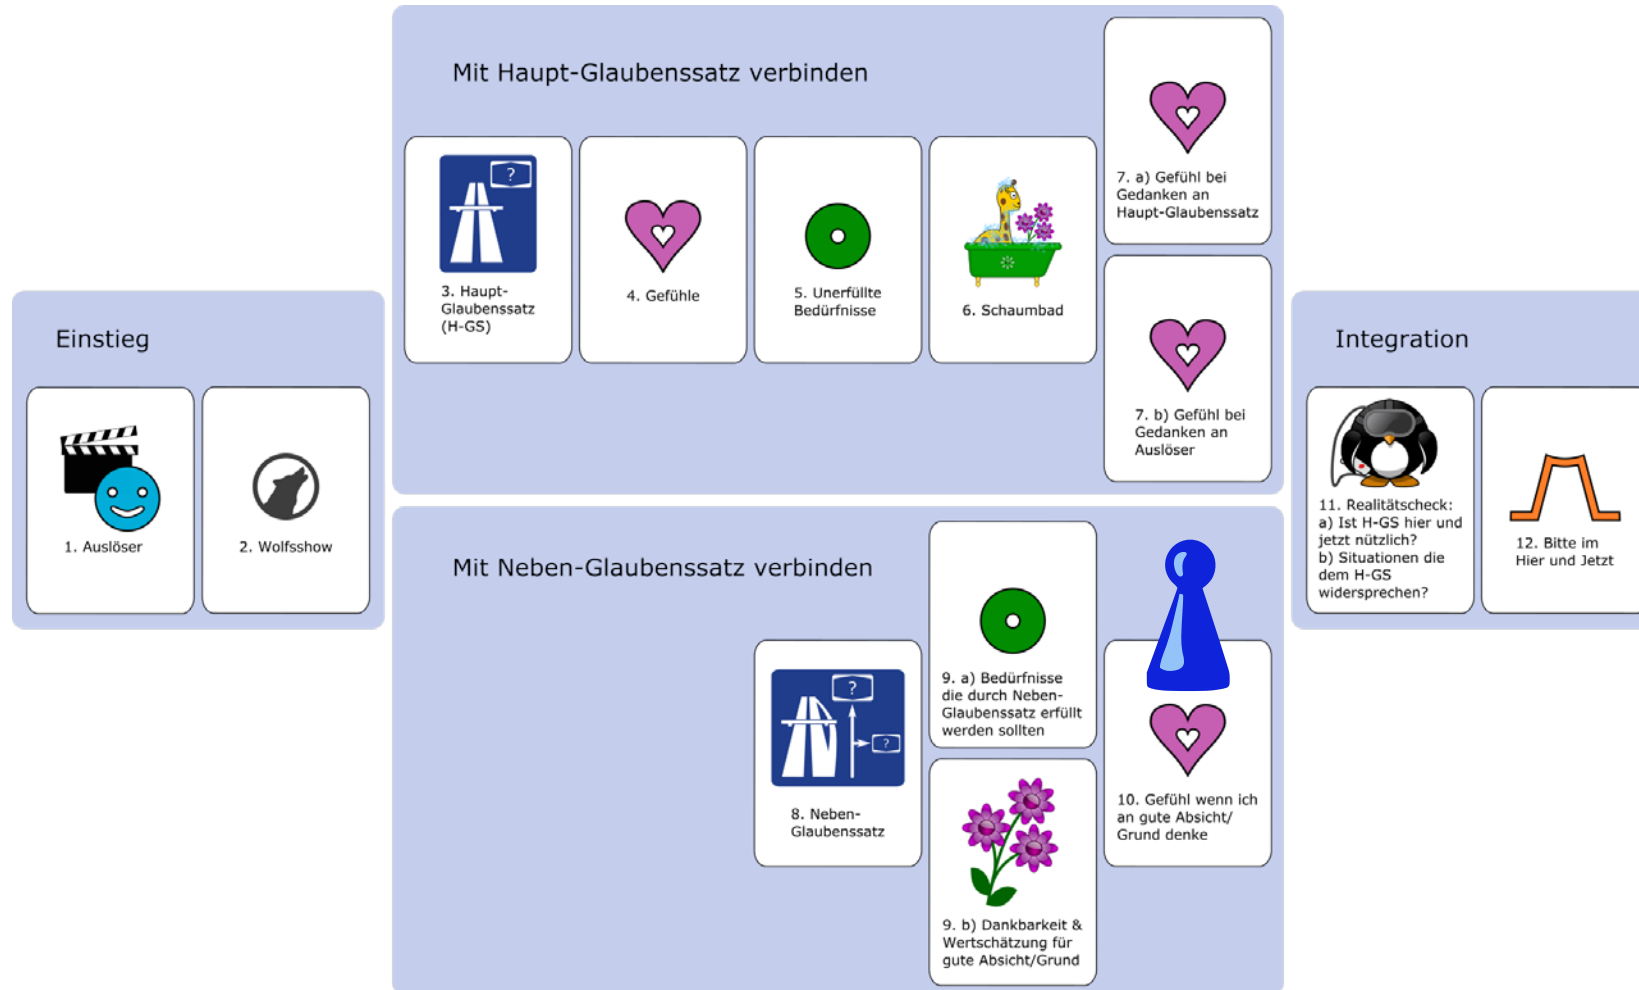 Einstieg
1. Auslöser
2. Wolfsshow
Mit Haupt-Glaubenssatz verbinden
?
3. Haupt-
Glaubenssatz
(H-GS)
4. Gefühle
5. Unerfüllte
Bedürfnisse
6. Schaumbad
7. a) Gefühl bei
Gedanken an
Haupt-Glaubenssatz
7. b) Gefühl bei
Gedanken an
Auslöser
Mit Neben-Glaubenssatz verbinden
?
?
8. Neben-
Glaubenssatz
9. a) Bedürfnisse
die durch Neben-
Glaubenssatz erfüllt
werden sollten
9. b) Dankbarkeit &
Wertschätzung für
gute Absicht/Grund
10. Gefühl wenn ich
an gute Absicht/
Grund denke
Integration
11. Realitätscheck:
a) Ist H-GS hier und
jetzt nützlich?
b) Situationen die
dem H-GS
widersprechen?
12. Bitte im
Hier und Jetzt